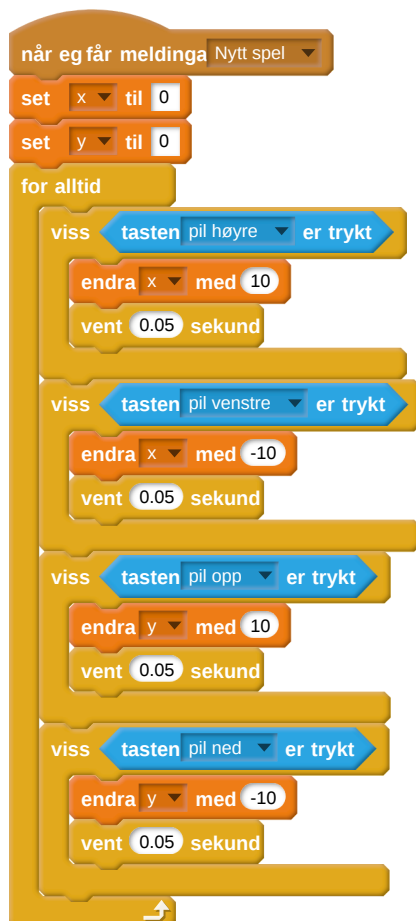 når eg får meldinga Nytt spel
set x til 0
set y til 0
for alltid
viss tasten pil høyre er trykt
endra x med 10
vent 0.05 sekund
viss tasten pil venstre er trykt
endra x med -10
vent 0.05 sekund
viss tasten pil opp er trykt
endra y med 10
vent 0.05 sekund
viss tasten pil ned er trykt
endra y med -10
vent 0.05 sekund